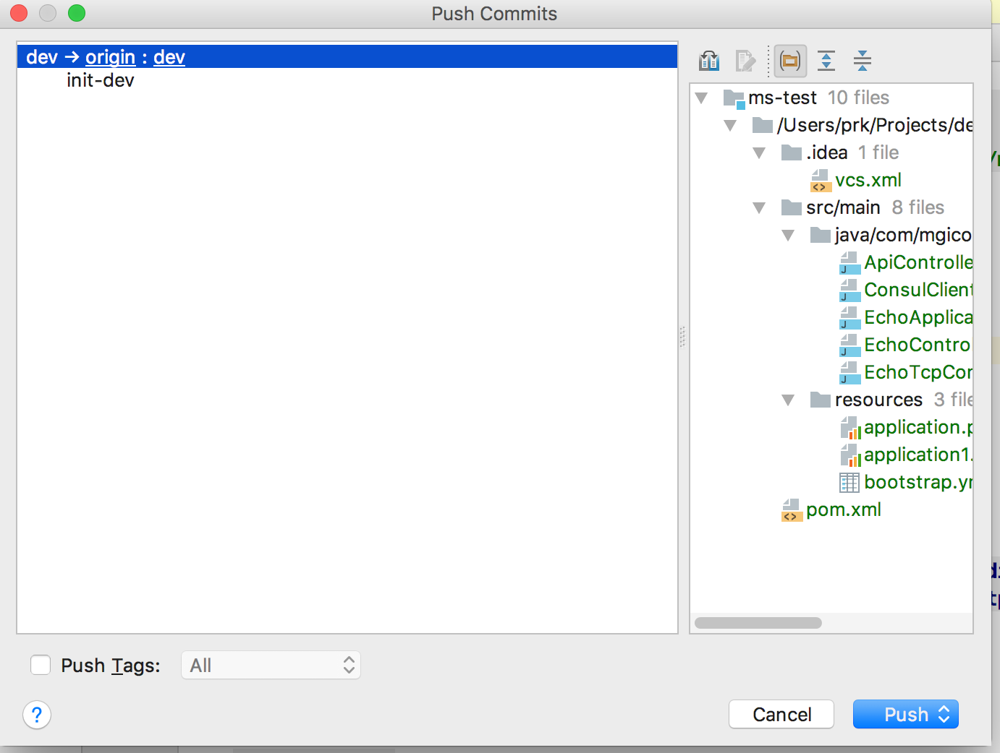 Push Commits
dev → origin : dev
init-dev
ms-test 10 files
/Users/prk/Projects/de
.idea 1 file
vcs.xml
src/main 8 files
java/com/mgico
ApiControlle
ConsulClient
EchoApplica
EchoContro
EchoTcpCor
resources 3 file
application.p
application1.
bootstrap.yr
pom.xml
Push Tags: All
? Cancel Push